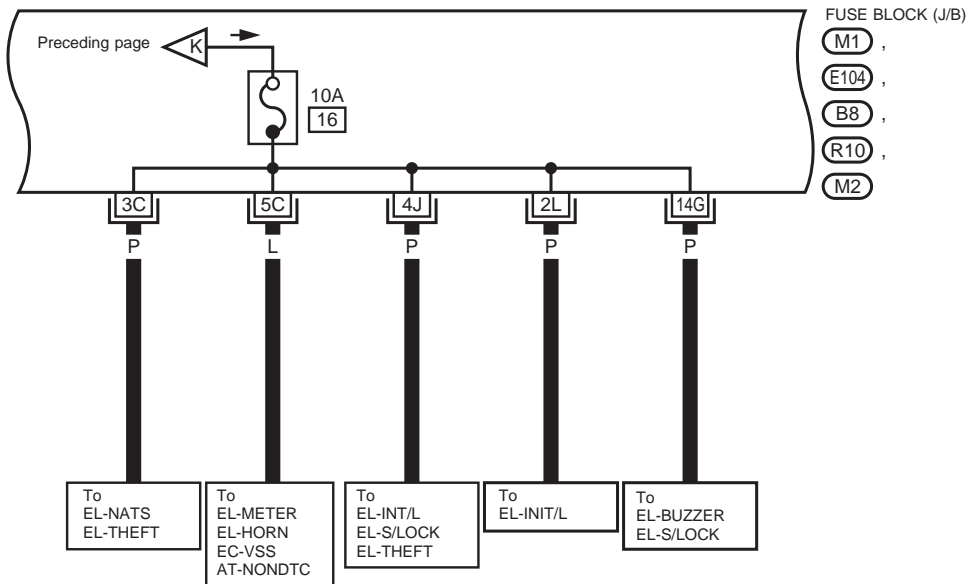 FUSE BLOCK (J/B)
Preceding page K
M1 ,
E104 ,
B8 ,
R10 ,
M2
10A
16
3C 5C 4J 2L 14G
P L P P P
To
EL-NATS
EL-THEFT
To
EL-METER
EL-HORN
EC-VSS
AT-NONDTC
To
EL-INT/L
EL-S/LOCK
EL-THEFT
To
EL-INIT/L
To
EL-BUZZER
EL-S/LOCK